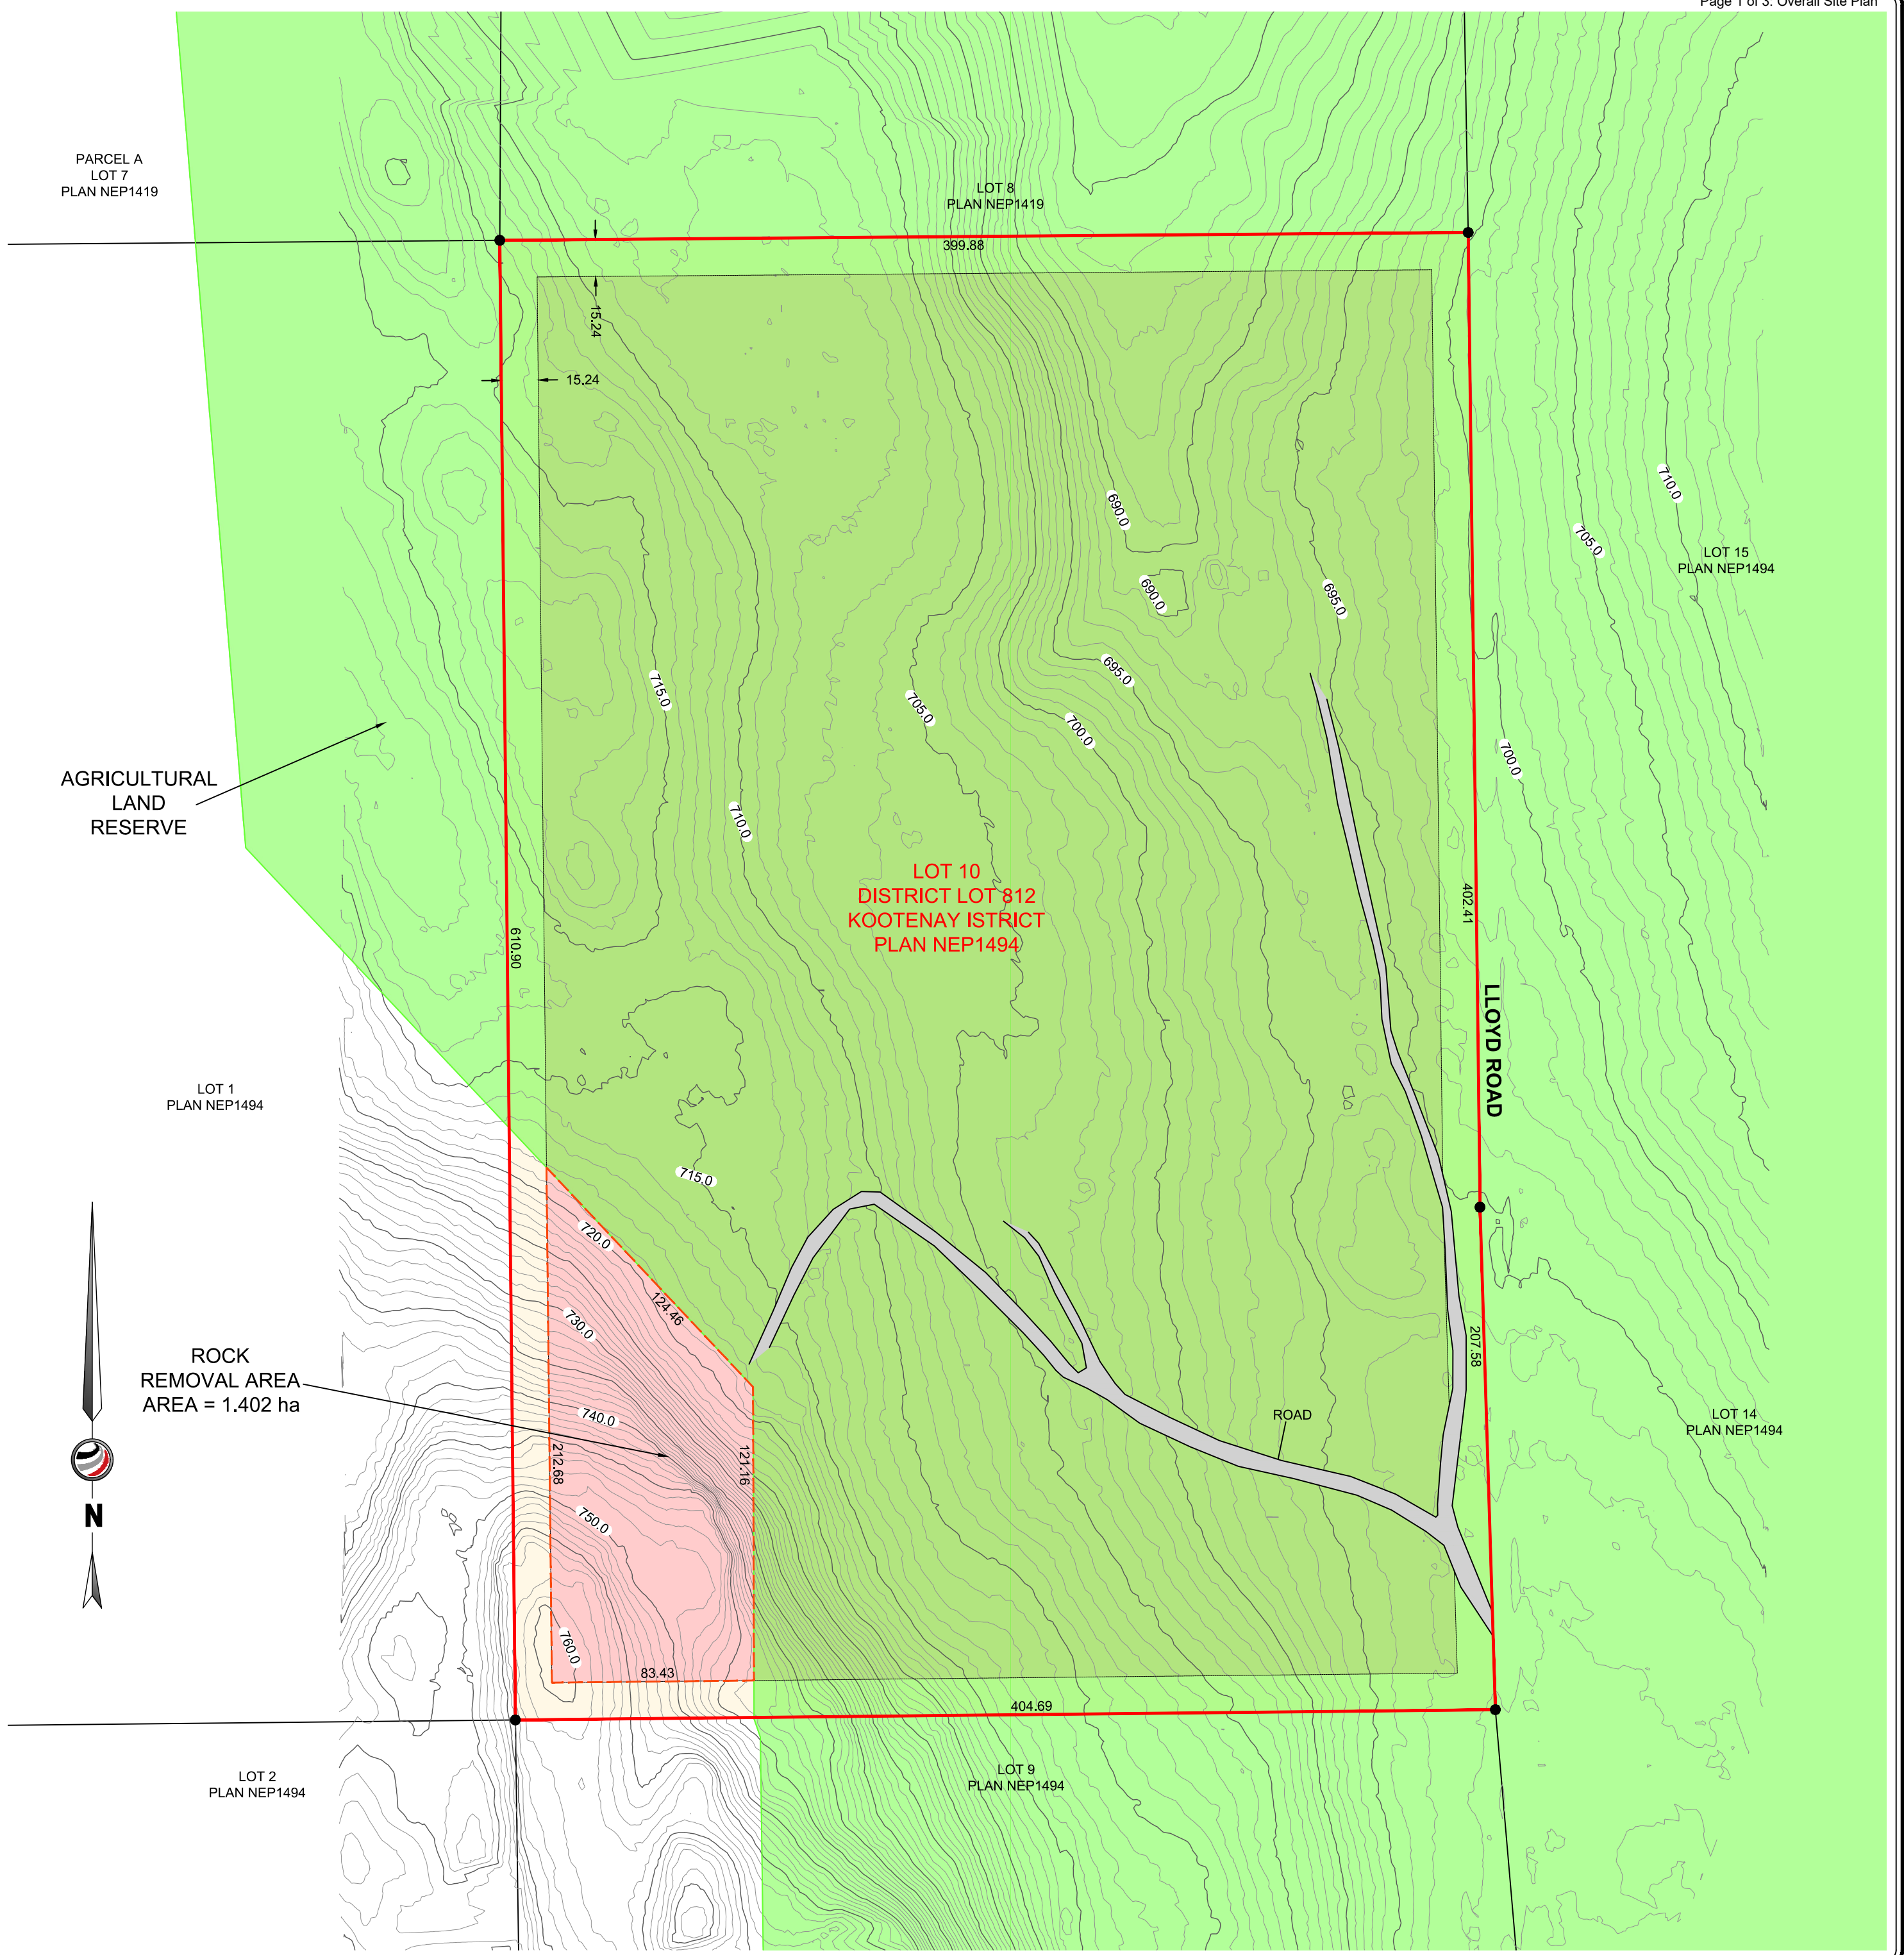 Page 1 of 3: Overall Site Plan
PARCEL A
LOT 7
PLAN NEP1419
LOT 8
PLAN NEP1419
399.88
15.24
15.24
690.0
710.0
705.0
LOT 15
PLAN NEP1494
690.0
695.0
695.0
715.0
705.0
700.0
700.0
AGRICULTURAL
LAND
RESERVE
710.0
LOT 10
DISTRICT LOT 812
KOOTENAY ISTRICT
PLAN NEP1494
402.41
610.90
LLOYD ROAD
LOT 1
PLAN NEP1494
715.0
720.0
124.46
730.0
207.58
ROCK
REMOVAL AREA
AREA = 1.402 ha
740.0
ROAD
LOT 14
PLAN NEP1494
212.68
121.16
N
750.0
760.0
83.43
404.69
LOT 2
PLAN NEP1494
LOT 9
PLAN NEP1494